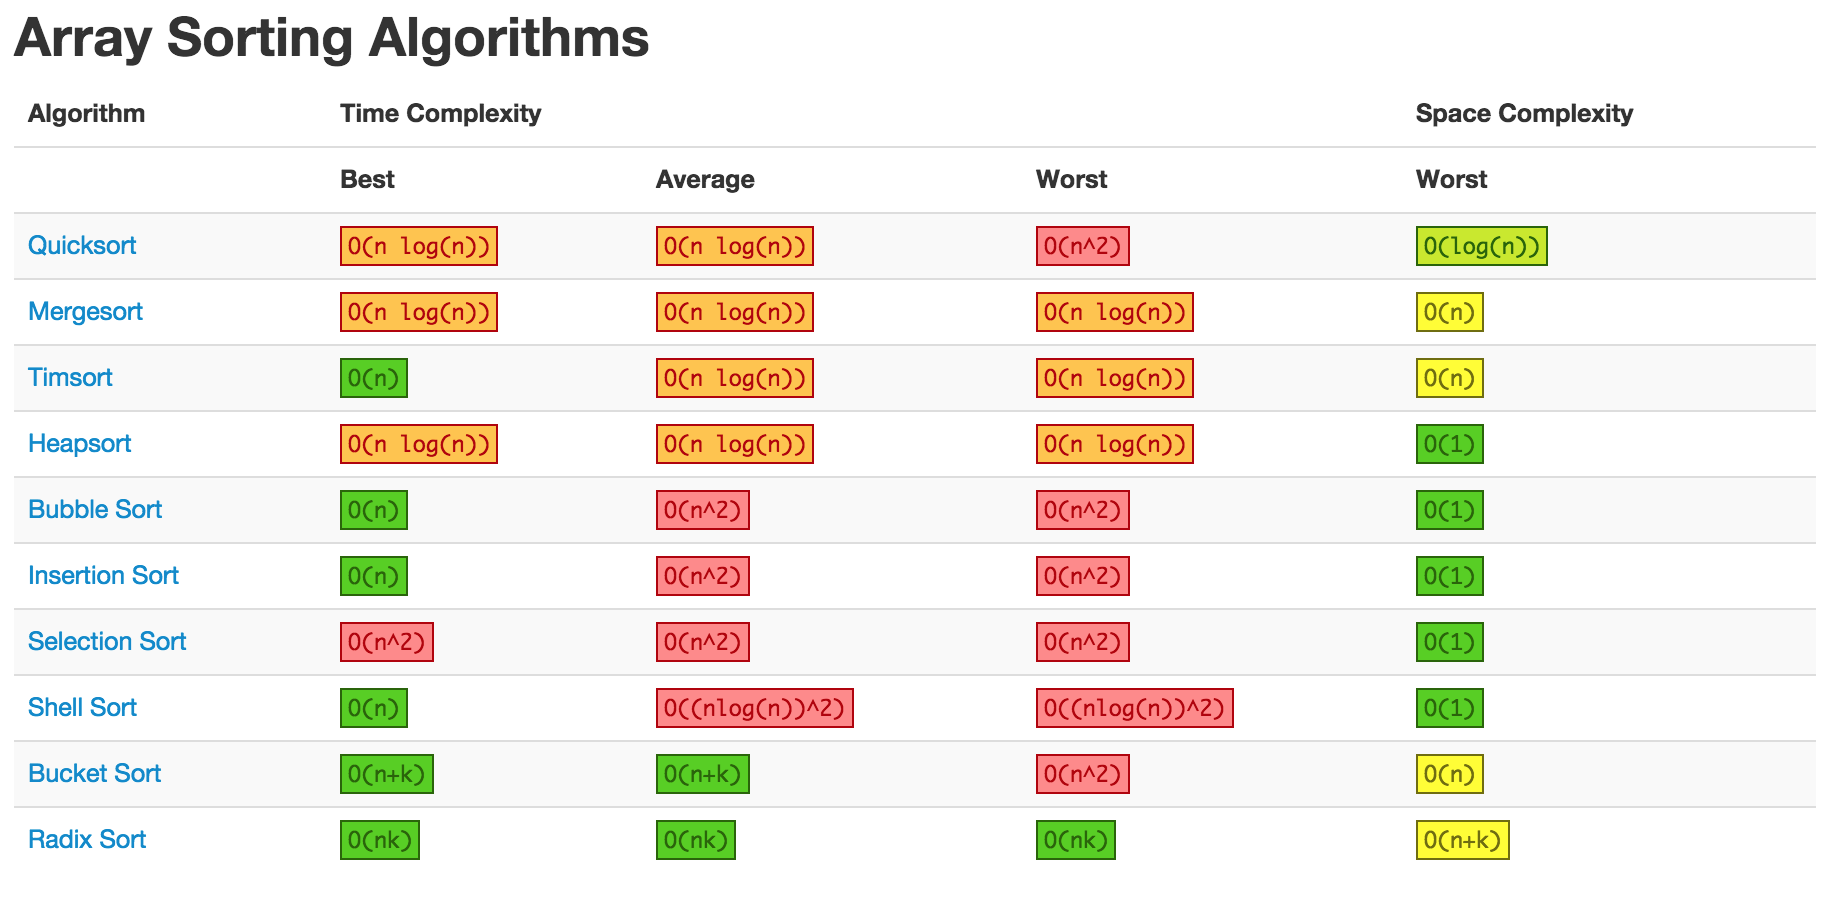 Array Sorting Algorithms
Algorithm Time Complexity Space Complexity
Best Average Worst Worst
Quicksort O(n log(n)) O(n log(n)) O(n^2) O(log(n))
Mergesort O(n log(n)) O(n log(n)) O(n log(n)) O(n)
Timsort O(n) O(n log(n)) O(n log(n)) O(n)
Heapsort O(n log(n)) O(n log(n)) O(n log(n)) O(1)
Bubble Sort O(n) O(n^2) O(n^2) O(1)
Insertion Sort O(n) O(n^2) O(n^2) O(1)
Selection Sort O(n^2) O(n^2) O(n^2) O(1)
Shell Sort O(n) O((nlog(n))^2) O((nlog(n))^2) O(1)
Bucket Sort O(n+k) O(n+k) O(n^2) O(n)
Radix Sort O(nk) O(nk) O(nk) O(n+k)